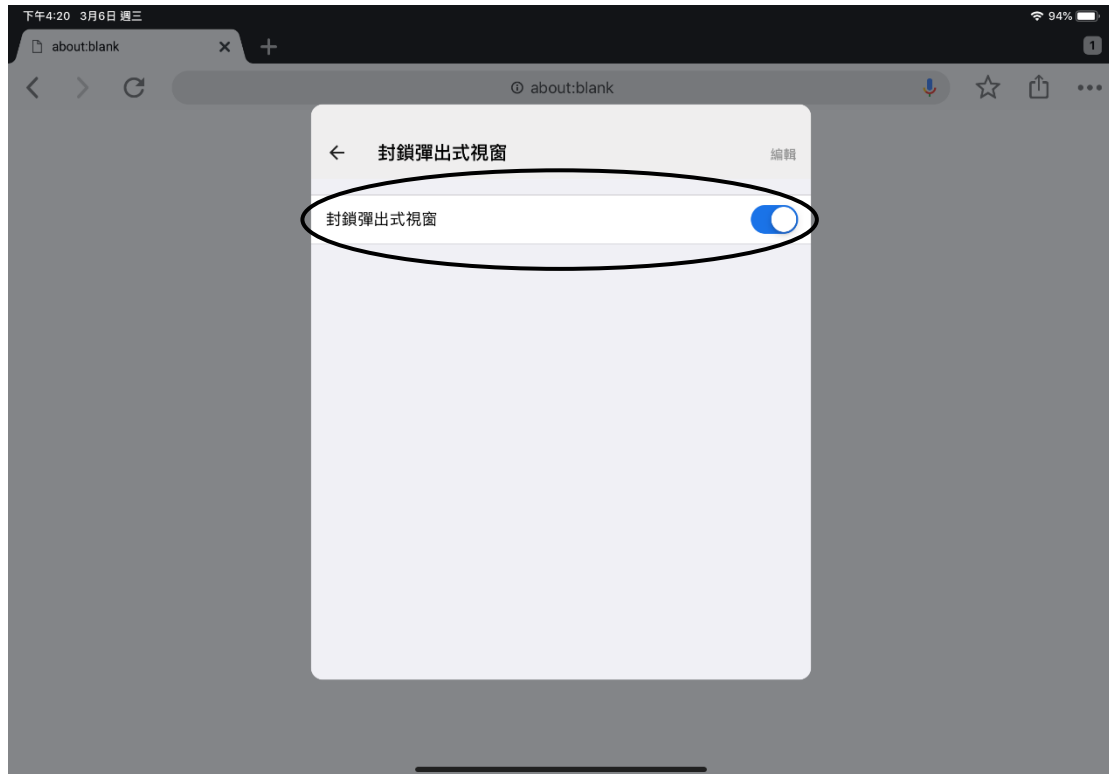 下午4:20 3月6日 週三 94%
about:blank 1
about:blank
封鎖彈出式視窗 編輯
封鎖彈出式視窗